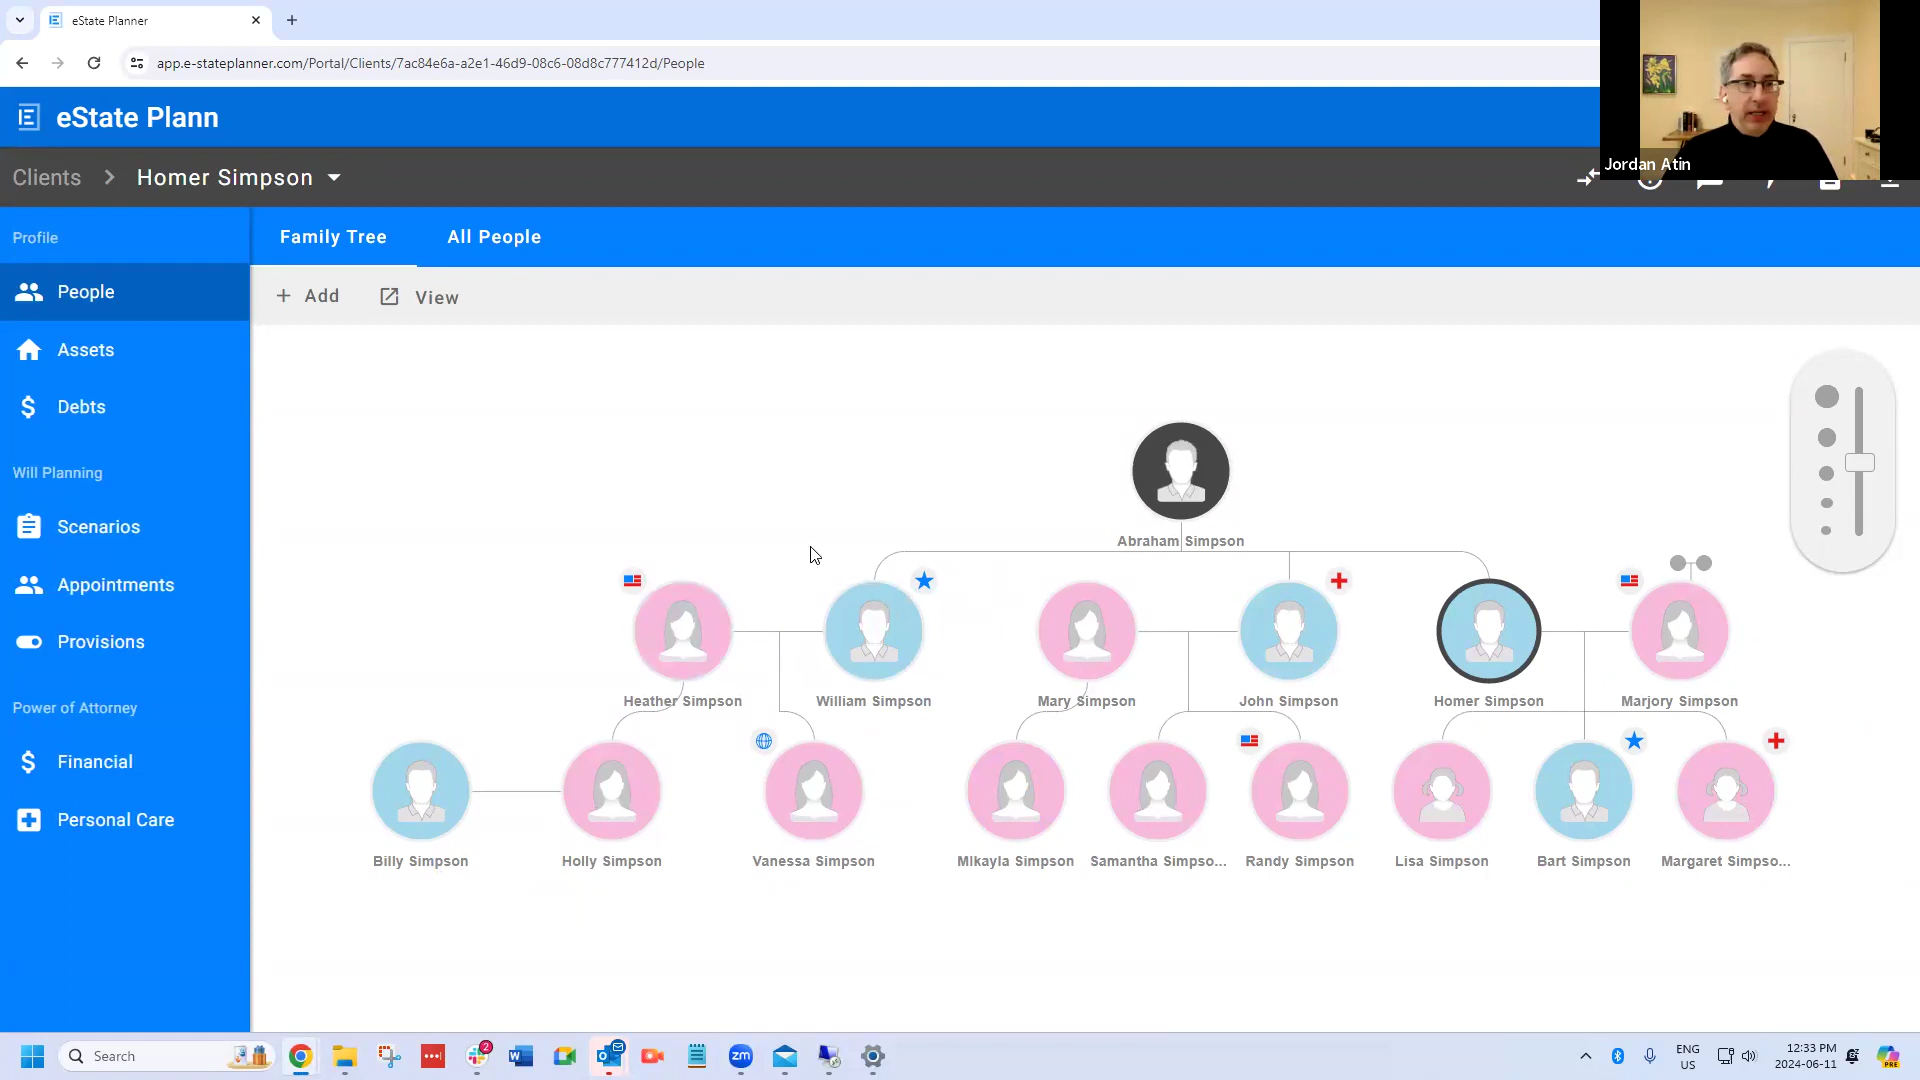 eState Planner
app.e-stateplanner.com/Portal/Clients/7ac84e6a-a2e1-46d9-08c6-08d8c777412d/People
eState Plann
Jordan Atin
Clients > Homer Simpson
Profile
Family Tree
All People
People
+ Add
View
Assets
Debts
Will Planning
Scenarios
Appointments
Provisions
Power of Attorney
Financial
Personal Care
Abraham Simpson
Heather Simpson
William Simpson
Mary Simpson
John Simpson
Homer Simpson
Marjory Simpson
Billy Simpson
Holly Simpson
Vanessa Simpson
MIkayla Simpson
Samantha Simpso...
Randy Simpson
Lisa Simpson
Bart Simpson
Margaret Simpso...
Search
2
W
zm
ENG
US
12:33 PM
2024-06-11
PRE